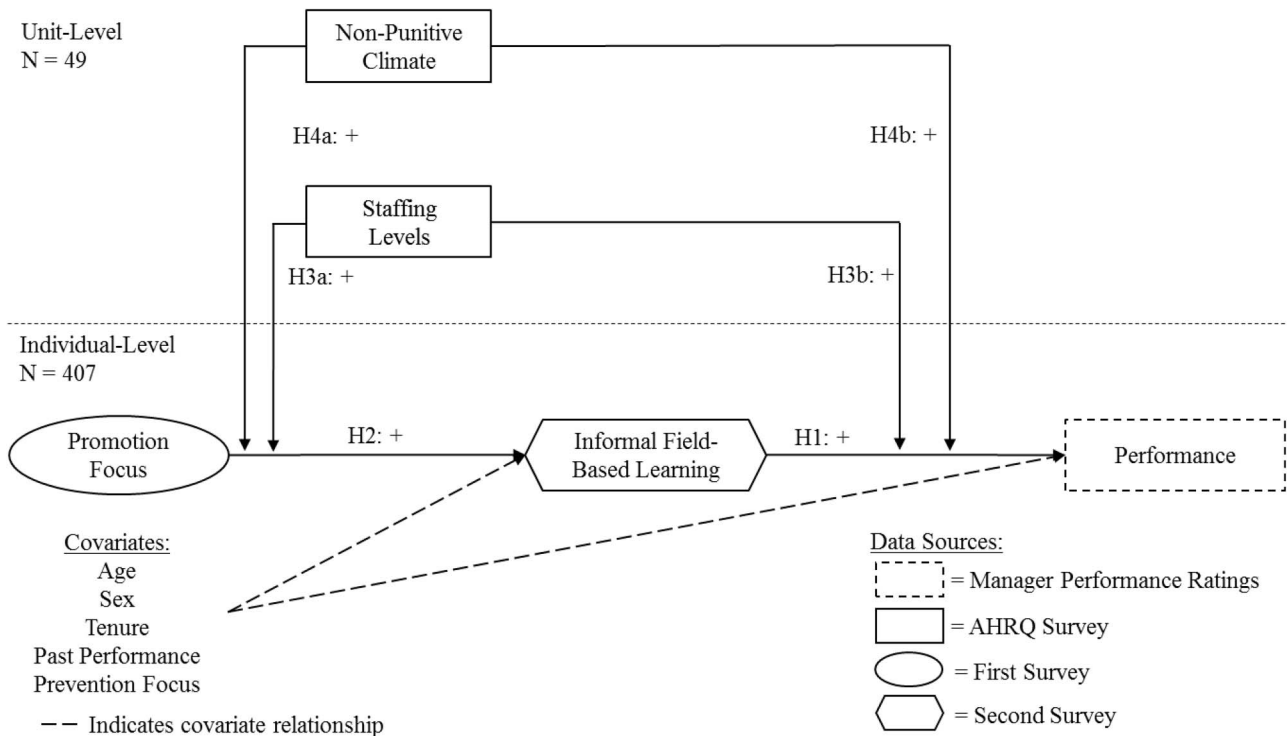 Unit-Level
N = 49
Non-Punitive
Climate
H4a: +
H4b: +
Staffing
Levels
H3a: +
H3b: +
Individual-Level
N = 407
Promotion
Focus
H2: +
Informal Field-
Based Learning
H1: +
Performance
Covariates:
Age
Sex
Tenure
Past Performance
Prevention Focus
Indicates covariate relationship
Data Sources:
= Manager Performance Ratings
= AHRQ Survey
= First Survey
= Second Survey